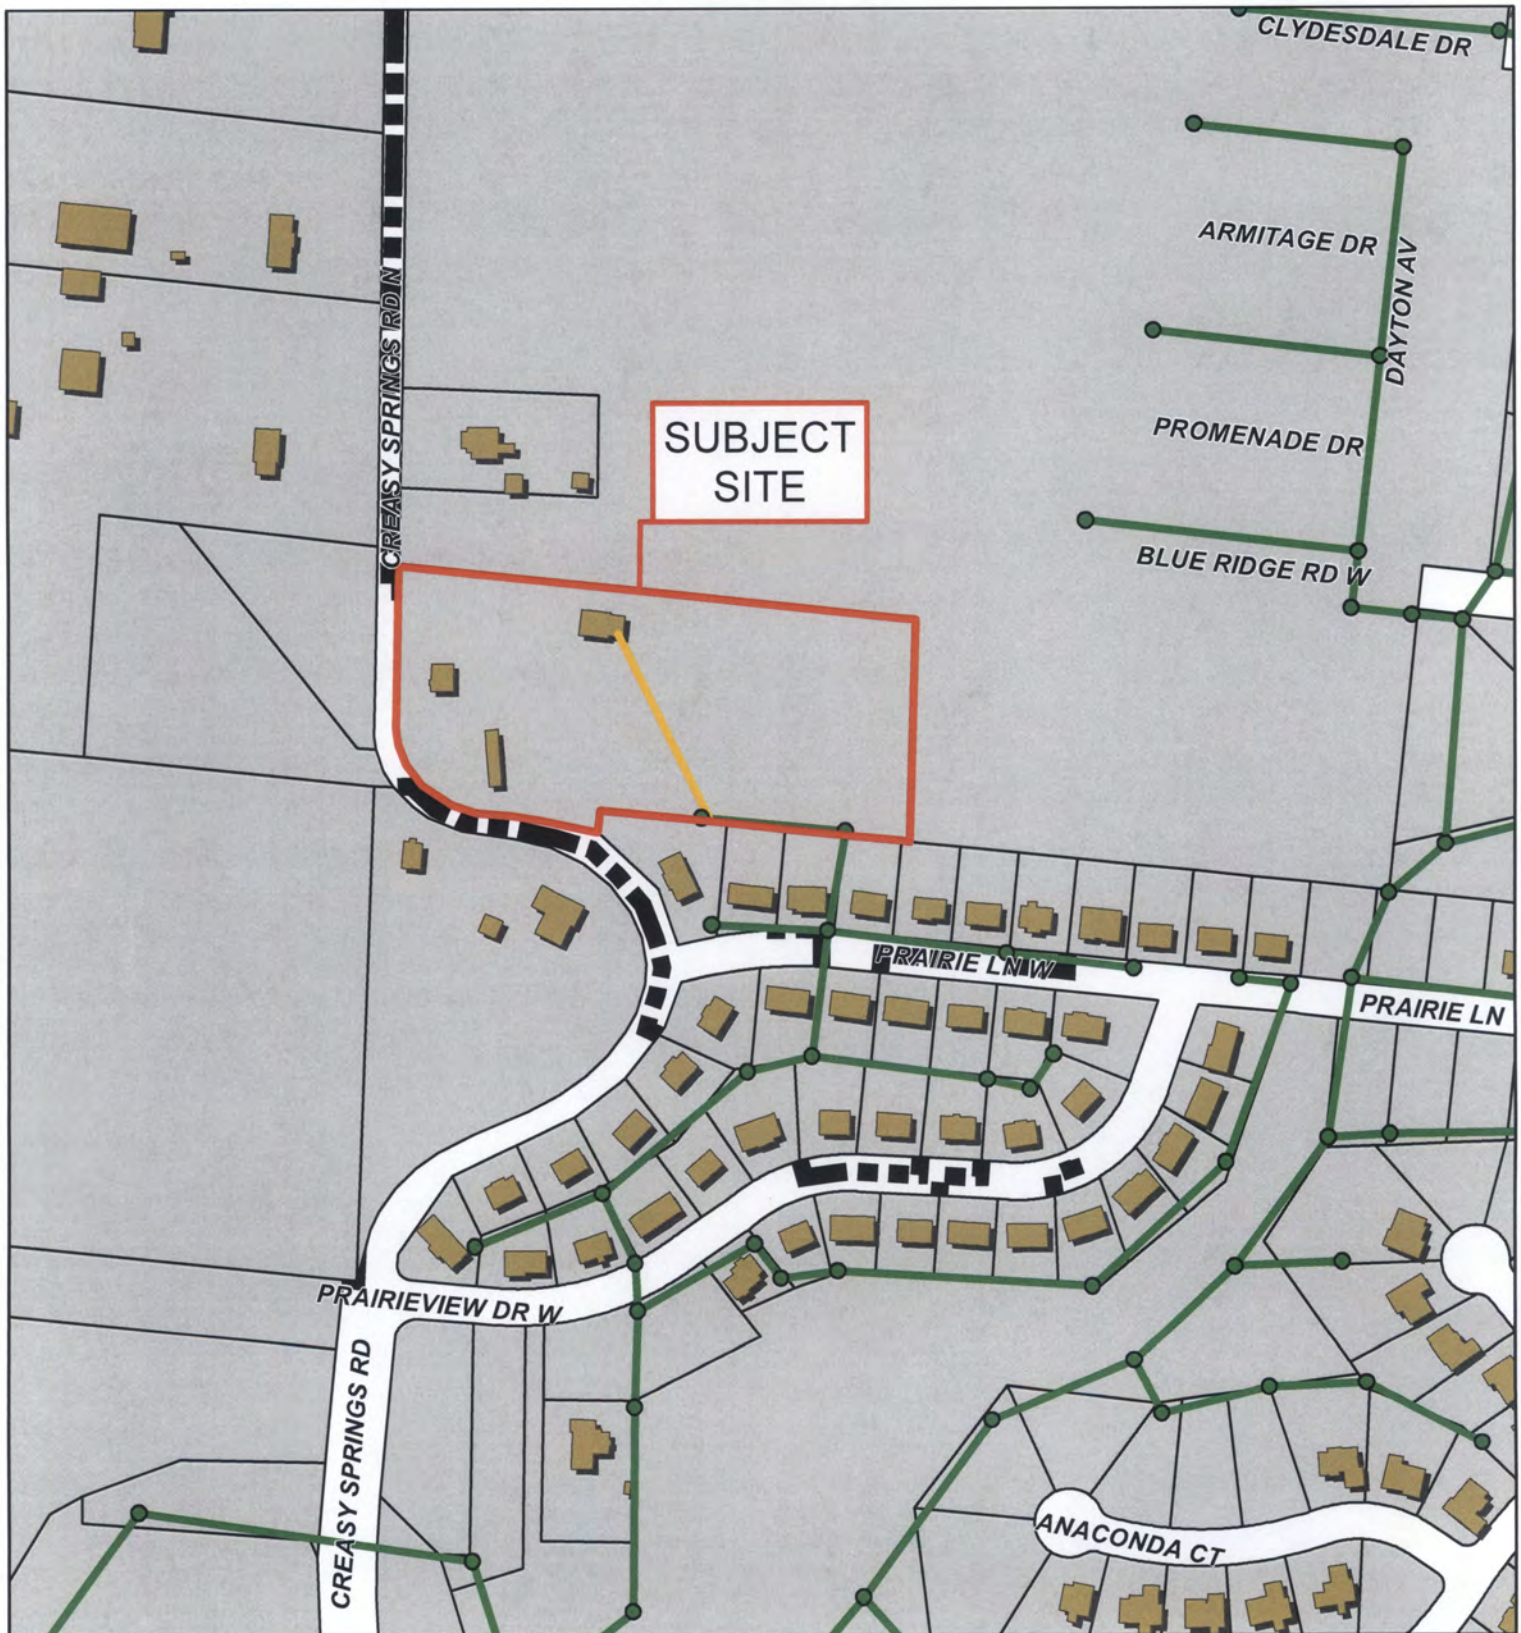 CLYDESDALE DR
ARMITAGE DR
DAYTON AV
CREASY SPRINGS RD N
SUBJECT
SITE
PROMENADE DR
BLUE RIDGE RD W
PRAIRIE LN W
PRAIRIE LN
PRAIRIEVIEW DR W
CREASY SPRINGS RD
ANACONDA CT